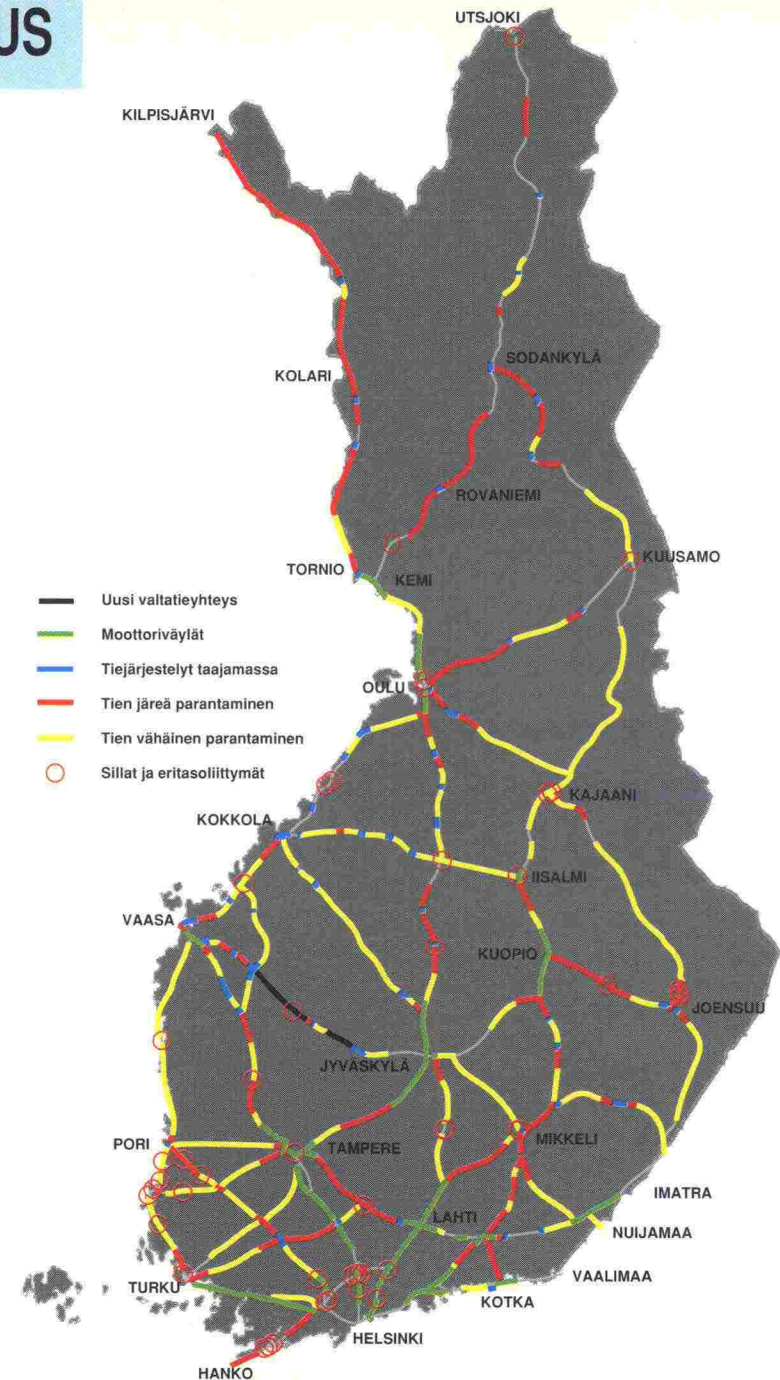 US
UTSJOKI
KILPISJÄRVI
SODANKYLÄ
KOLARI
ROVANIEMI
TORNIO
KEMI
KUUSAMO
Uusi valtatieyhteys
Moottoriväylät
Tiejärjestelyt taajamassa
Tien järeä parantaminen
Tien vähäinen parantaminen
Sillat ja eritasoliittymät
OULU
KAJAANI
KOKKOLA
IISALMI
VAASA
KUOPIO
JOENSUU
JYVÄSKYLÄ
PORI
TAMPERE
MIKKELI
IMATRA
LAHTI
NUIJAMAA
VAALIMAA
TURKU
KOTKA
HELSINKI
HANKO